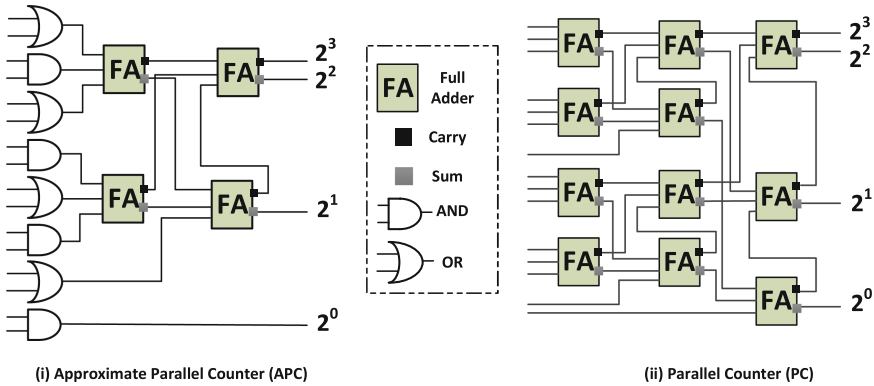 FA
FA
2^3
2^2
FA
FA
2^1
2^0
FA
Full
Adder
Carry
Sum
AND
OR
FA
FA
FA
2^3
2^2
FA
FA
FA
FA
FA
2^1
FA
FA
FA
2^0
(i) Approximate Parallel Counter (APC)
(ii) Parallel Counter (PC)